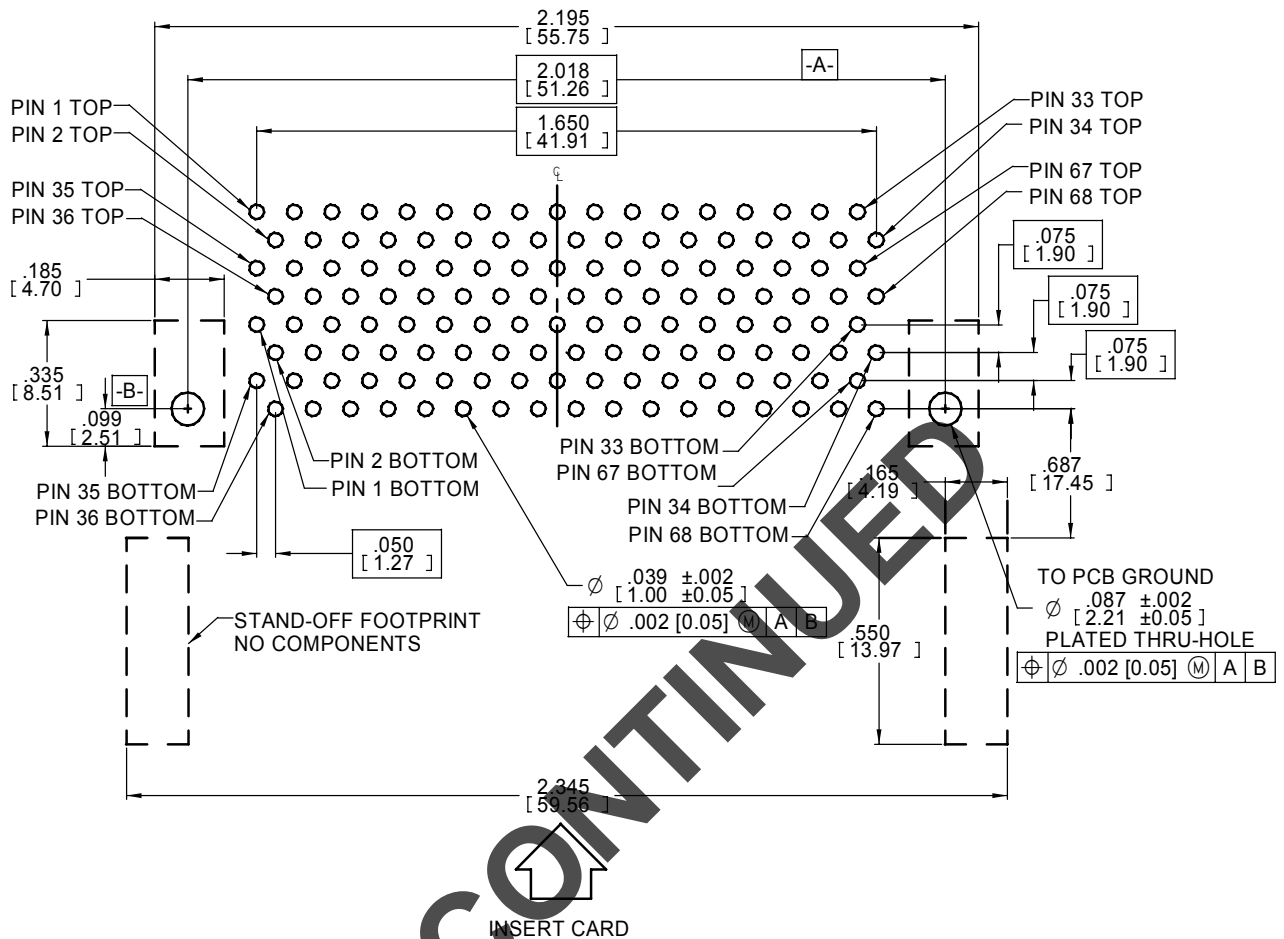 2.195
[ 55.75 ]
2.018
[ 51.26 ]
-A-
1.650
[ 41.91 ]
PIN 1 TOP
PIN 2 TOP
PIN 35 TOP
PIN 36 TOP
PIN 33 TOP
PIN 34 TOP
PIN 67 TOP
PIN 68 TOP
CL
.185
[ 4.70 ]
.075
[ 1.90 ]
.075
[ 1.90 ]
.075
[ 1.90 ]
.335
[ 8.51 ]
-B-
.099
[ 2.51 ]
PIN 2 BOTTOM
PIN 1 BOTTOM
PIN 35 BOTTOM
PIN 36 BOTTOM
PIN 33 BOTTOM
PIN 67 BOTTOM
PIN 34 BOTTOM
PIN 68 BOTTOM
.165
[ 4.19 ]
.687
[ 17.45 ]
.050
[ 1.27 ]
Ø .039 ±.002
[ 1.00 ±0.05 ]
⌖ Ø .002 [0.05] Ⓜ A B
STAND-OFF FOOTPRINT
NO COMPONENTS
.550
[ 13.97 ]
TO PCB GROUND
Ø .087 ±.002
[ 2.21 ±0.05 ]
PLATED THRU-HOLE
⌖ Ø .002 [0.05] Ⓜ A B
2.345
[ 59.56 ]
INSERT CARD
CONTINUED